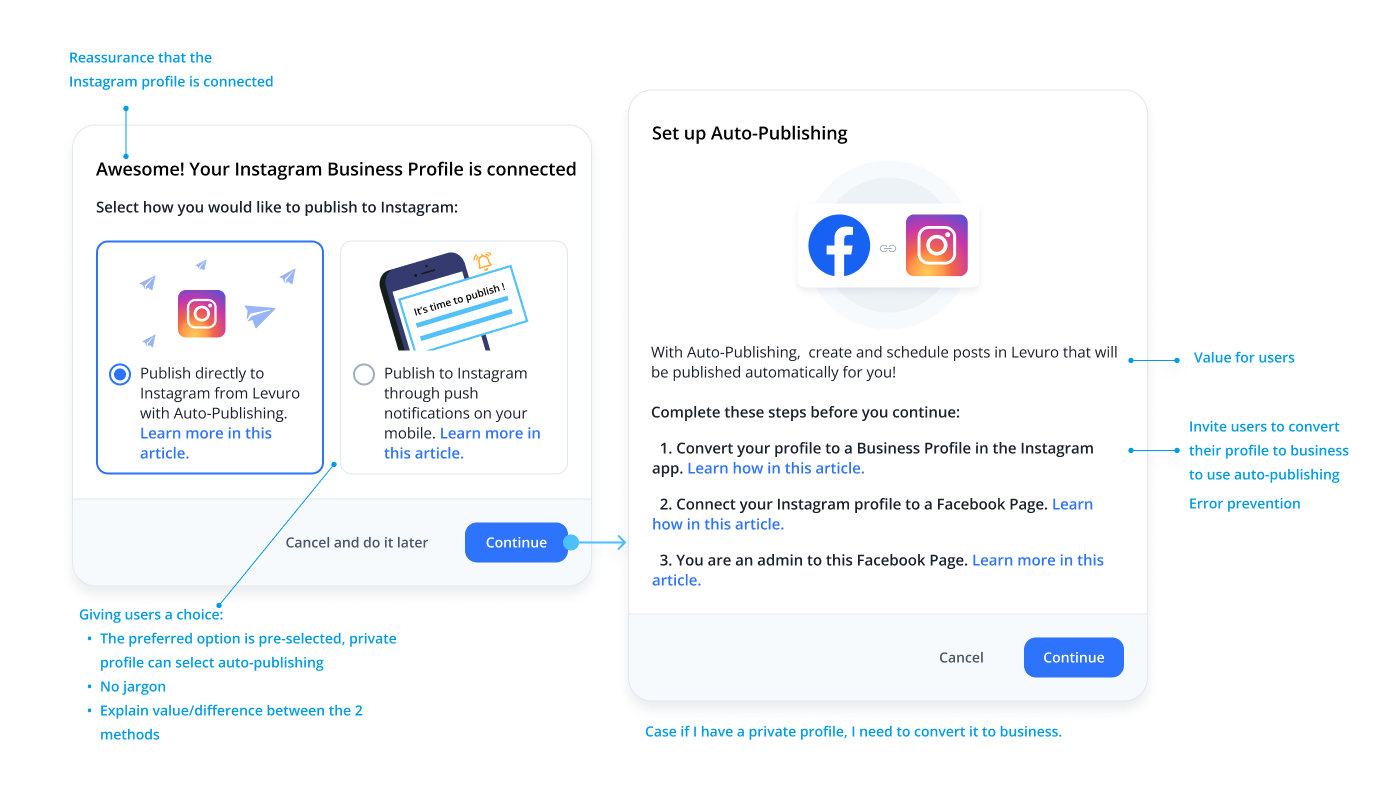 Reassurance that the
Instagram profile is connected
Awesome! Your Instagram Business Profile is connected
Select how you would like to publish to Instagram:
Publish directly to
Instagram from Levuro
with Auto-Publishing.
Learn more in this
article.
It's time to publish !
Publish to Instagram
through push
notifications on your
mobile. Learn more in
this article.
Cancel and do it later
Continue
Giving users a choice:
• The preferred option is pre-selected, private
profile can select auto-publishing
• No jargon
• Explain value/difference between the 2
methods
Set up Auto-Publishing
With Auto-Publishing,  create and schedule posts in Levuro that will
be published automatically for you!
Complete these steps before you continue:
1. Convert your profile to a Business Profile in the Instagram
app. Learn how in this article.
2. Connect your Instagram profile to a Facebook Page. Learn
how in this article.
3. You are an admin to this Facebook Page. Learn more in this
article.
Cancel
Continue
Case if I have a private profile, I need to convert it to business.
Value for users
Invite users to convert
their profile to business
to use auto-publishing
Error prevention